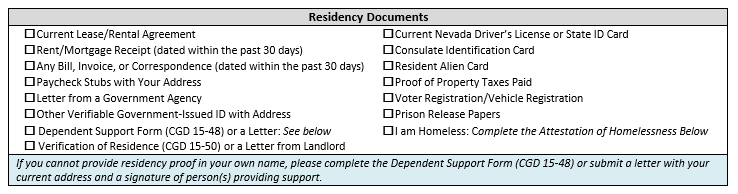 Residency Documents
☐ Current Lease/Rental Agreement
☐ Rent/Mortgage Receipt (dated within the past 30 days)
☐ Any Bill, Invoice, or Correspondence (dated within the past 30 days)
☐ Paycheck Stubs with Your Address
☐ Letter from a Government Agency
☐ Other Verifiable Government-Issued ID with Address
☐ Dependent Support Form (CGD 15-48) or a Letter: See below
☐ Verification of Residence (CGD 15-50) or a Letter from Landlord
☐ Current Nevada Driver's License or State ID Card
☐ Consulate Identification Card
☐ Resident Alien Card
☐ Proof of Property Taxes Paid
☐ Voter Registration/Vehicle Registration
☐ Prison Release Papers
☐ I am Homeless: Complete the Attestation of Homelessness Below
If you cannot provide residency proof in your own name, please complete the Dependent Support Form (CGD 15-48) or submit a letter with your
current address and a signature of person(s) providing support.